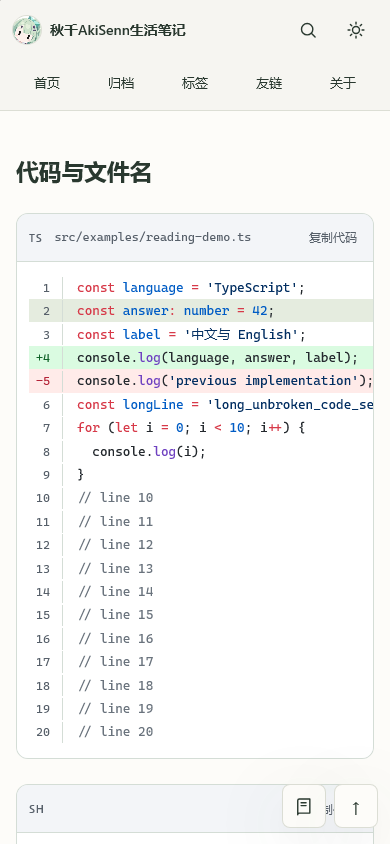 秋千AkiSenn生活笔记
首页 归档 标签 友链 关于
代码与文件名
TS src/examples/reading-demo.ts 复制代码
1 const language = 'TypeScript';
2 const answer: number = 42;
3 const label = '中文与 English';
+4 console.log(language, answer, label);
-5 console.log('previous implementation');
6 const longLine = 'long_unbroken_code_se
7 for (let i = 0; i < 10; i++) {
8   console.log(i);
9 }
10 // line 10
11 // line 11
12 // line 12
13 // line 13
14 // line 14
15 // line 15
16 // line 16
17 // line 17
18 // line 18
19 // line 19
20 // line 20
SH
↑